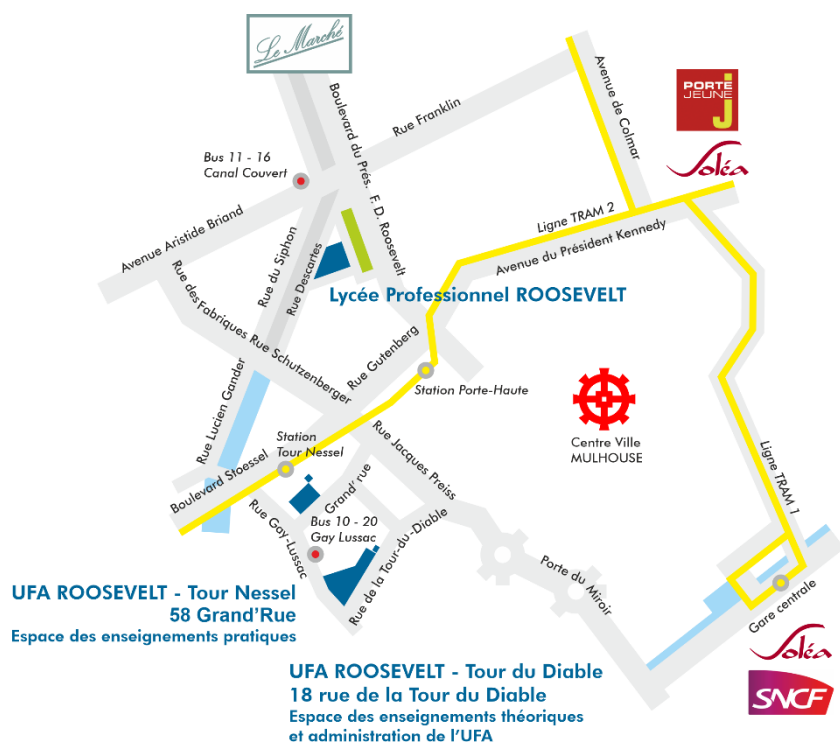 Le Marché
Boulevard du Prés. F. D. Roosevelt
Rue Franklin
Avenue de Colmar
PORTE
JEUNE
J
Soléa
Bus 11 - 16
Canal Couvert
Avenue Aristide Briand
Rue du Siphon
Rue Descartes
Ligne TRAM 2
Avenue du Président Kennedy
Lycée Professionnel ROOSEVELT
Rue des Fabriques
Rue Schutzenberger
Rue Gutenberg
Station Porte-Haute
Rue Lucien Gander
Centre Ville
MULHOUSE
Station
Tour Nessel
Boulevard Stoessel
Rue Jacques Preiss
Grand' rue
Ligne TRAM 1
Rue Gay-Lussac
Bus 10 - 20
Gay Lussac
Rue de la Tour-du-Diable
Porte du Miroir
Gare centrale
UFA ROOSEVELT - Tour Nessel
58 Grand'Rue
Espace des enseignements pratiques
Soléa
SNCF
UFA ROOSEVELT - Tour du Diable
18 rue de la Tour du Diable
Espace des enseignements théoriques
et administration de l'UFA